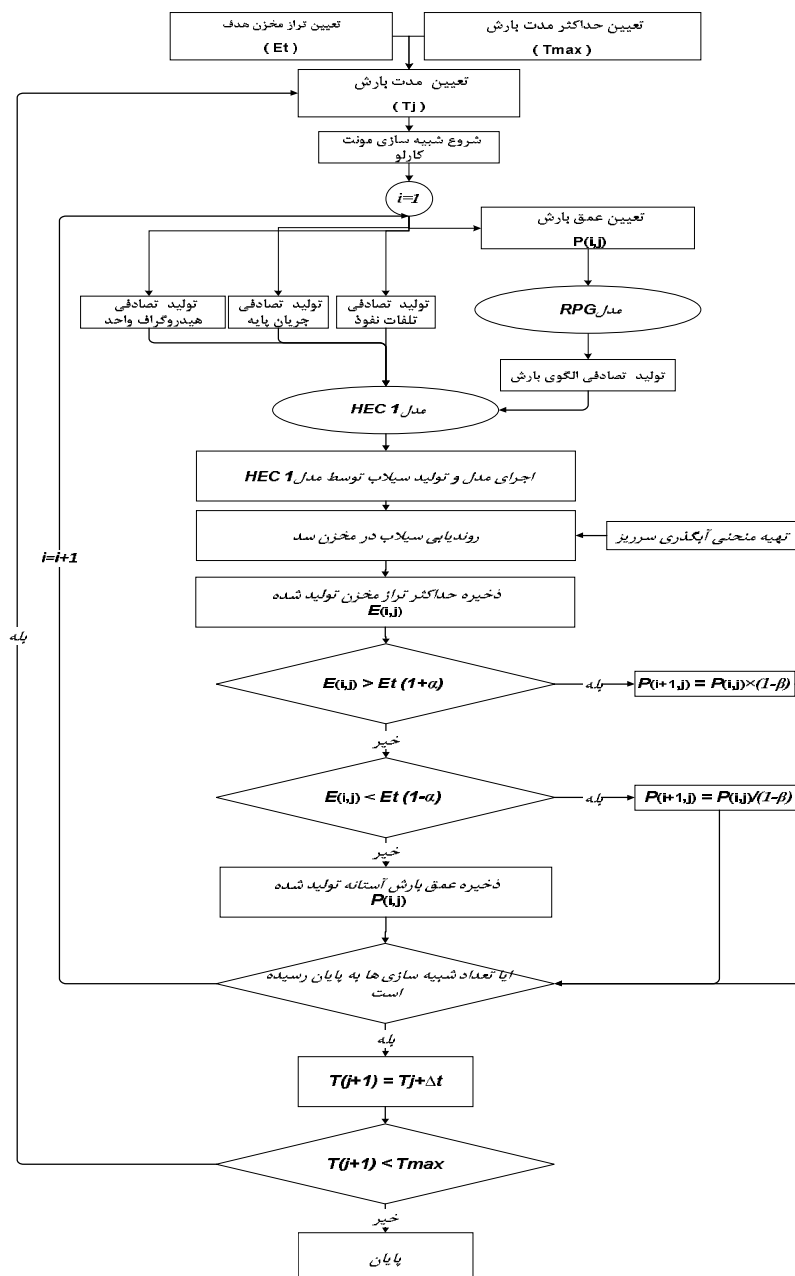 تعیین تراز مخزن هدف
( Et )
تعیین حداکثر مدت بارش
( Tmax )
تعیین مدت بارش
( Tj )
شروع شبیه سازی مونت
کارلو
i=1
تعیین عمق بارش
P(i,j)
تولید تصادفی
هیدروگراف واحد
تولید تصادفی
جریان پایه
تولید تصادفی
تلفات نفوذ
مدل RPG
تولید تصادفی الگوی بارش
مدل HEC 1
اجرای مدل و تولید سیلاب توسط مدل HEC 1
روندیابی سیلاب در مخزن سد
تهیه منحنی آبگذری سرریز
i=i+1
ذخیره حداکثر تراز مخزن تولید شده
E(i,j)
بله
E(i,j) > Et (1+α)
بله
P(i+1,j) = P(i,j)×(1-β)
خیر
E(i,j) < Et (1-α)
بله
P(i+1,j) = P(i,j)/(1-β)
خیر
ذخیره عمق بارش آستانه تولید شده
P(i,j)
ایا تعداد شبیه سازی ها به پایان رسیده
است
بله
T(j+1) = Tj+Δt
T(j+1) < Tmax
خیر
پایان